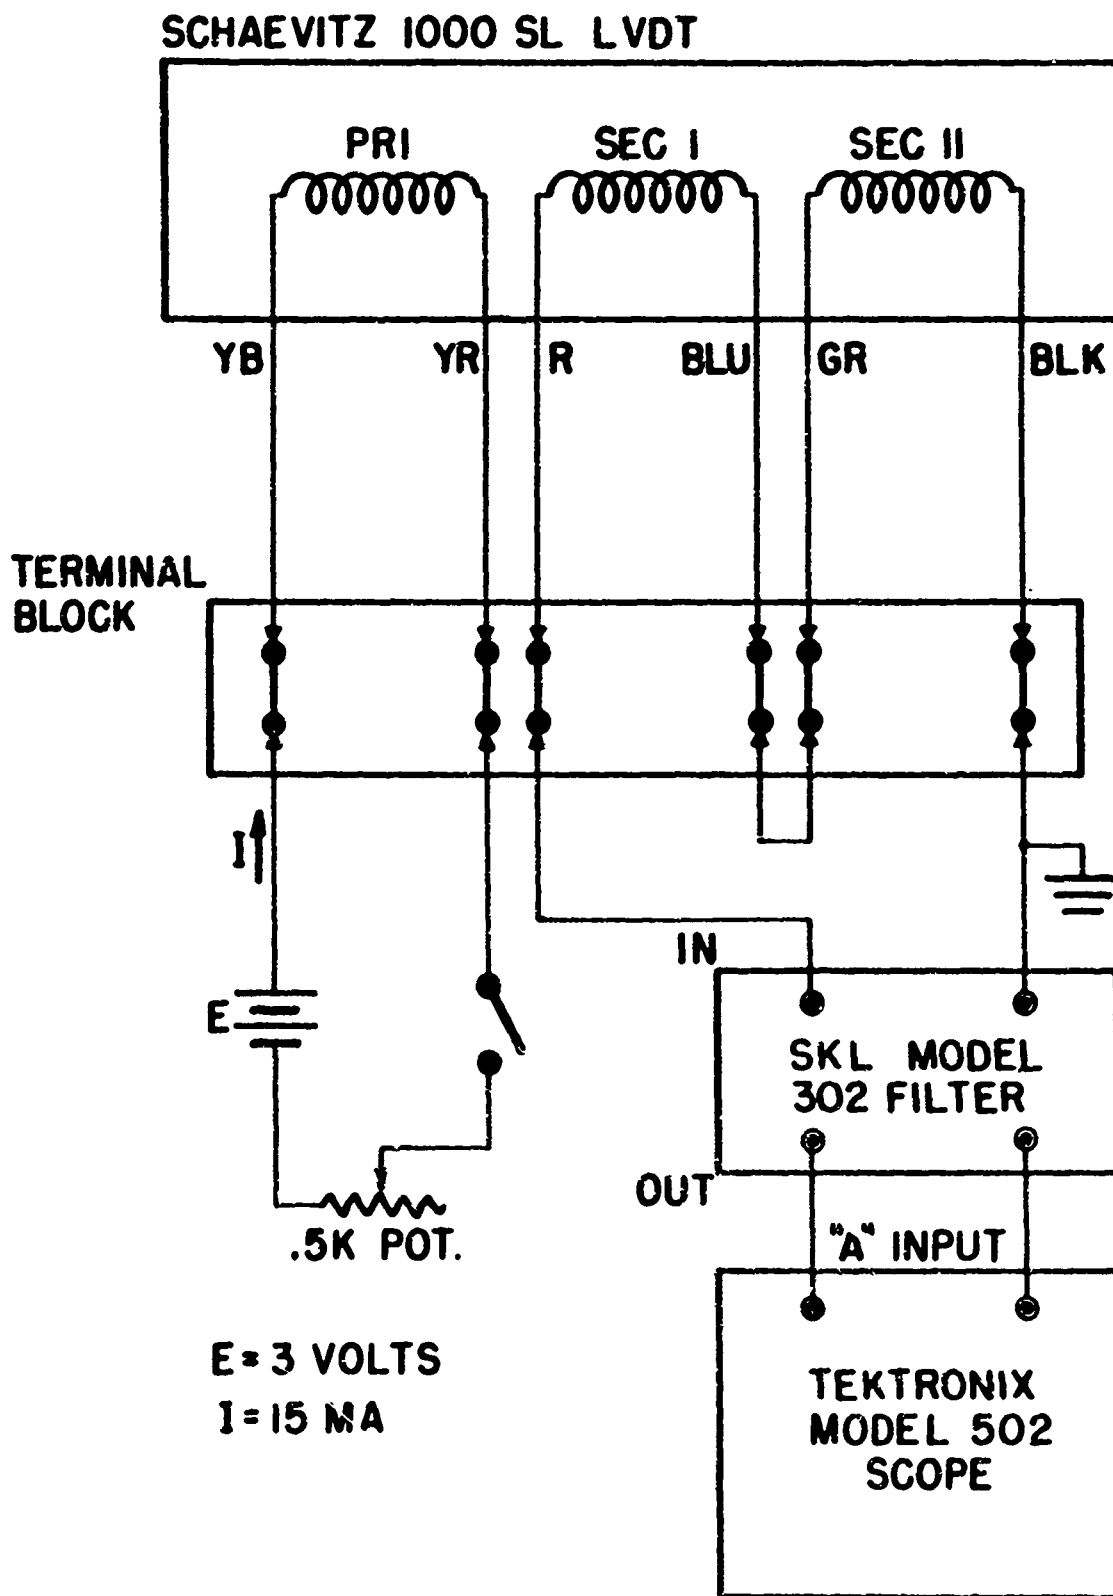 SCHAEVITZ 1000 SL LVDT
PRI
SEC I
SEC II
YB
YR
R
BLU
GR
BLK
TERMINAL
BLOCK
I
IN
E
SKL MODEL
302 FILTER
OUT
.5K POT.
"A" INPUT
E = 3 VOLTS
I = 15 MA
TEKTRONIX
MODEL 502
SCOPE